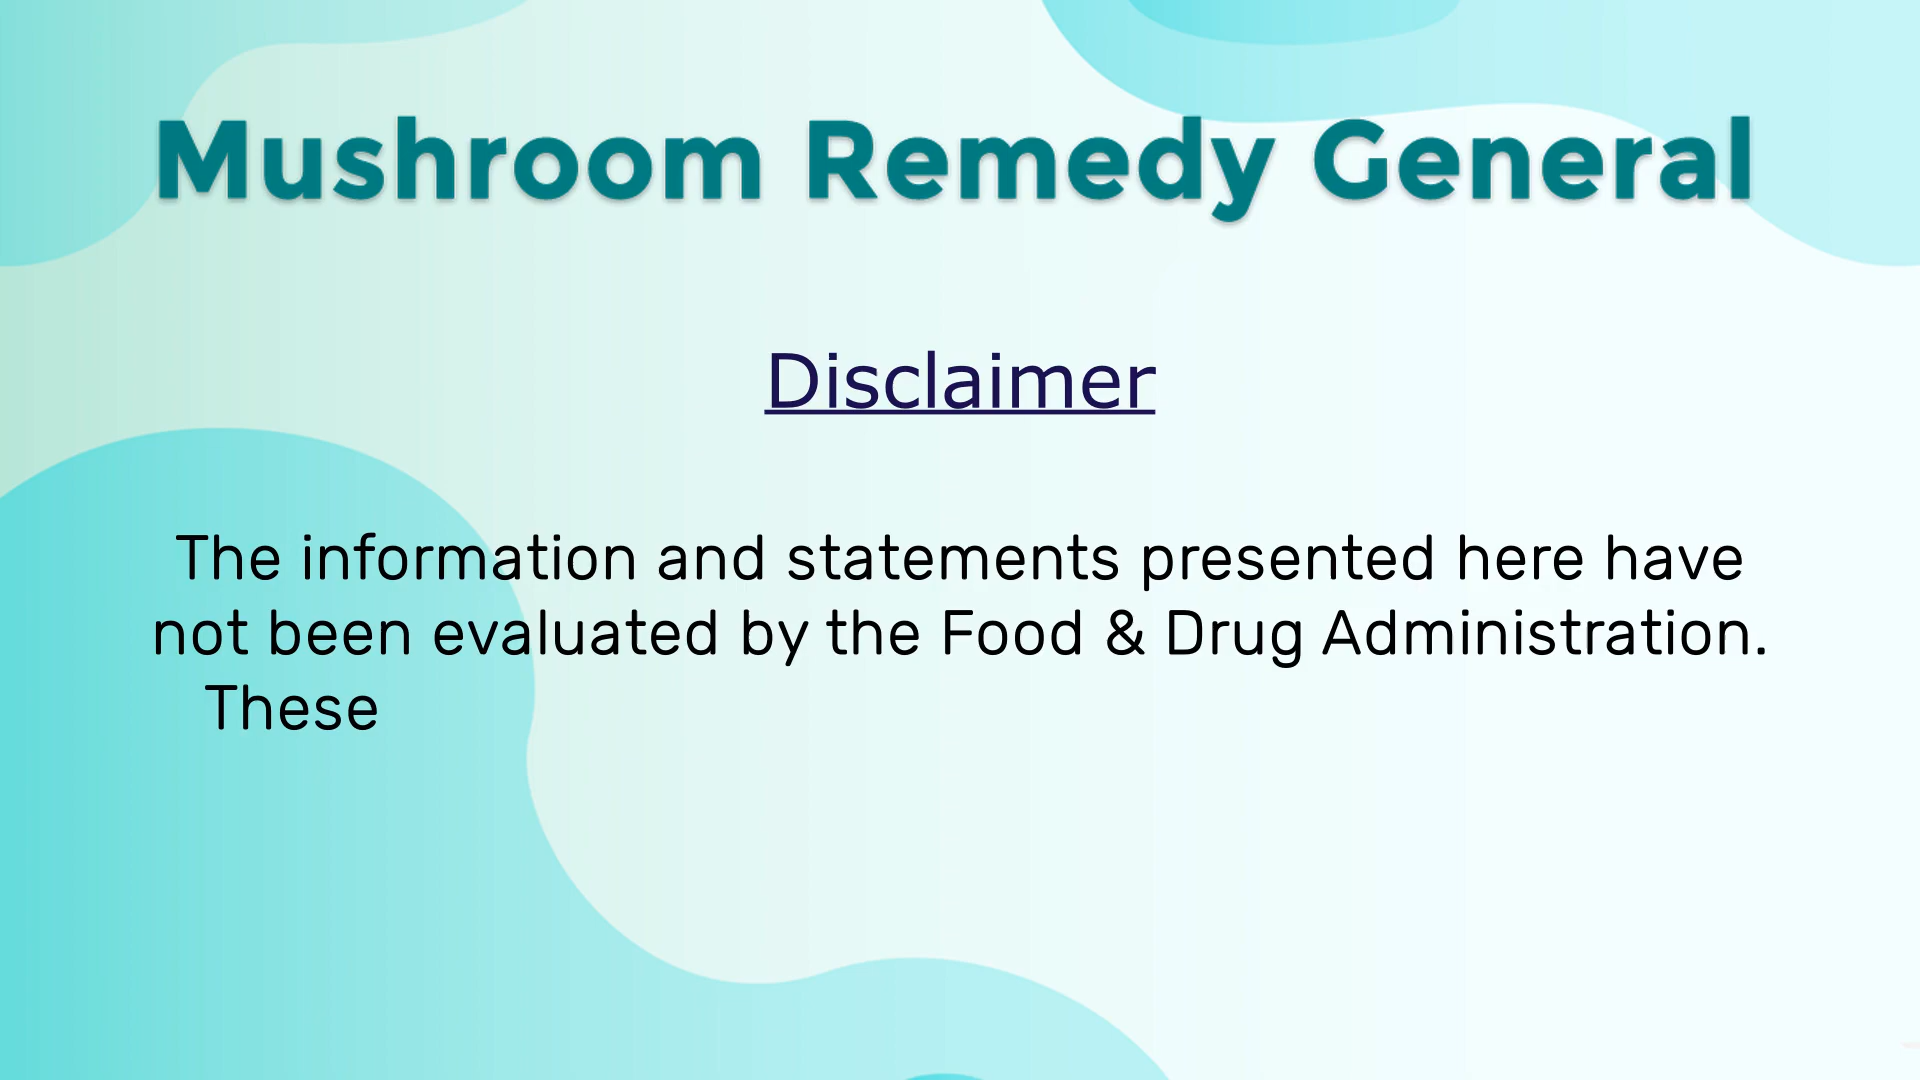 Mushroom Remedy General
Disclaimer
The information and statements presented here have
not been evaluated by the Food & Drug Administration.
These